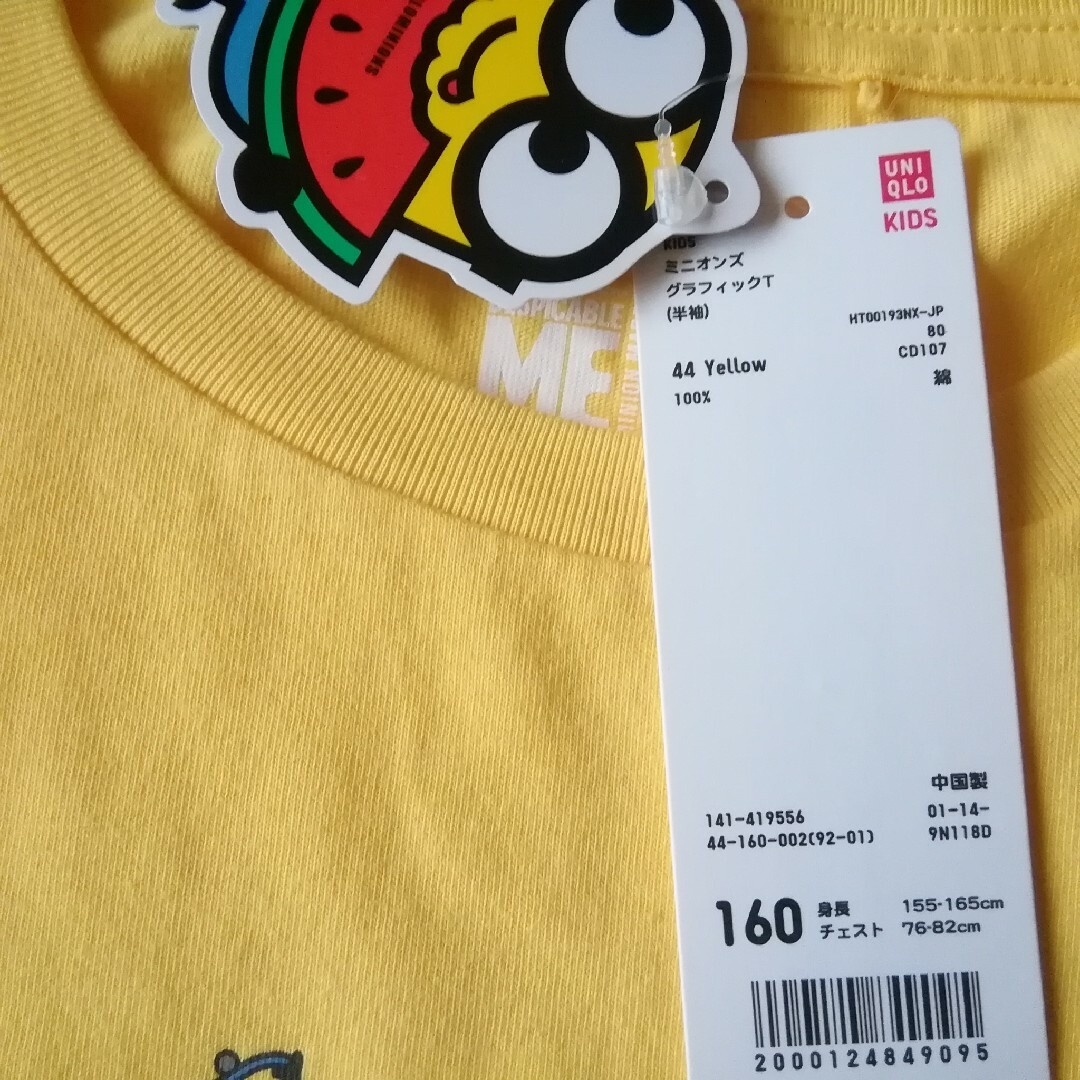 UNI
QLO
KIDS
KIDS
ミニオンズ
グラフィックT
(半袖)
HT00193NX-JP
80
CD107
44 Yellow
綿
100%
ME
中国製
141-419556
01-14-
44-160-002(92-01)
9N118D
160
身長 155-165cm
チェスト 76-82cm
2000124849095